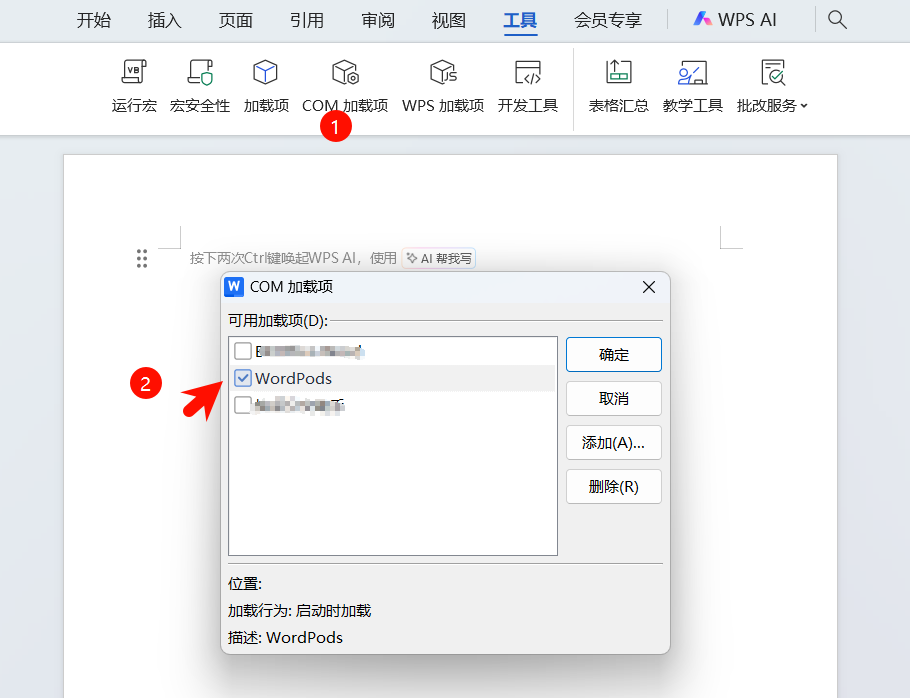 开始 插入 页面 引用 审阅 视图 工具 会员专享 WPS AI
VB JS
运行宏 宏安全性 加载项 COM 加载项 WPS 加载项 开发工具 表格汇总 教学工具 批改服务
1
按下两次Ctrl键唤起WPS AI，使用 AI 帮我写
W COM 加载项
可用加载项(D):
确定
2
WordPods
取消
添加(A)...
删除(R)
位置:
加载行为: 启动时加载
描述: WordPods